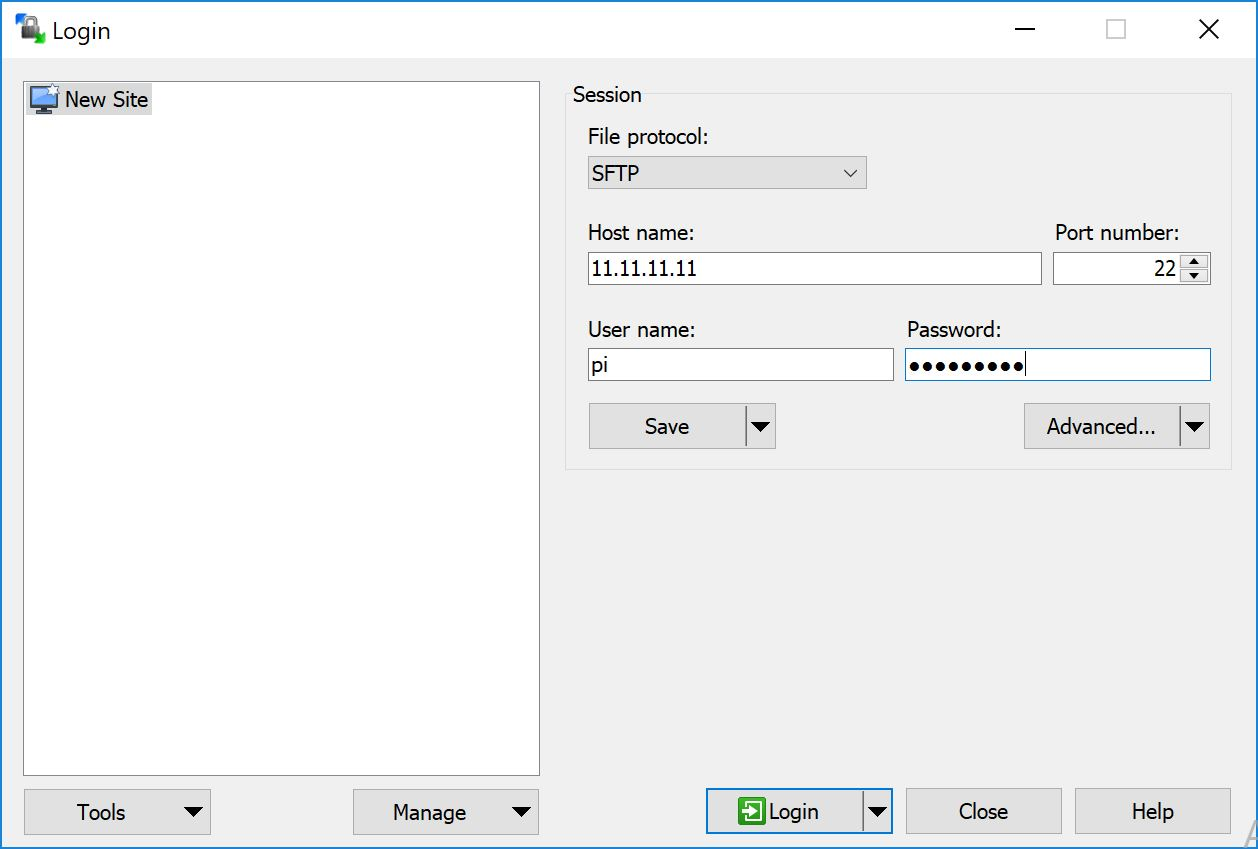 Login
New Site
Session
File protocol:
SFTP
Host name:
Port number:
11.11.11.11
22
User name:
Password:
pi
●●●●●●●●●
Save
Advanced...
Tools
Manage
Login
Close
Help